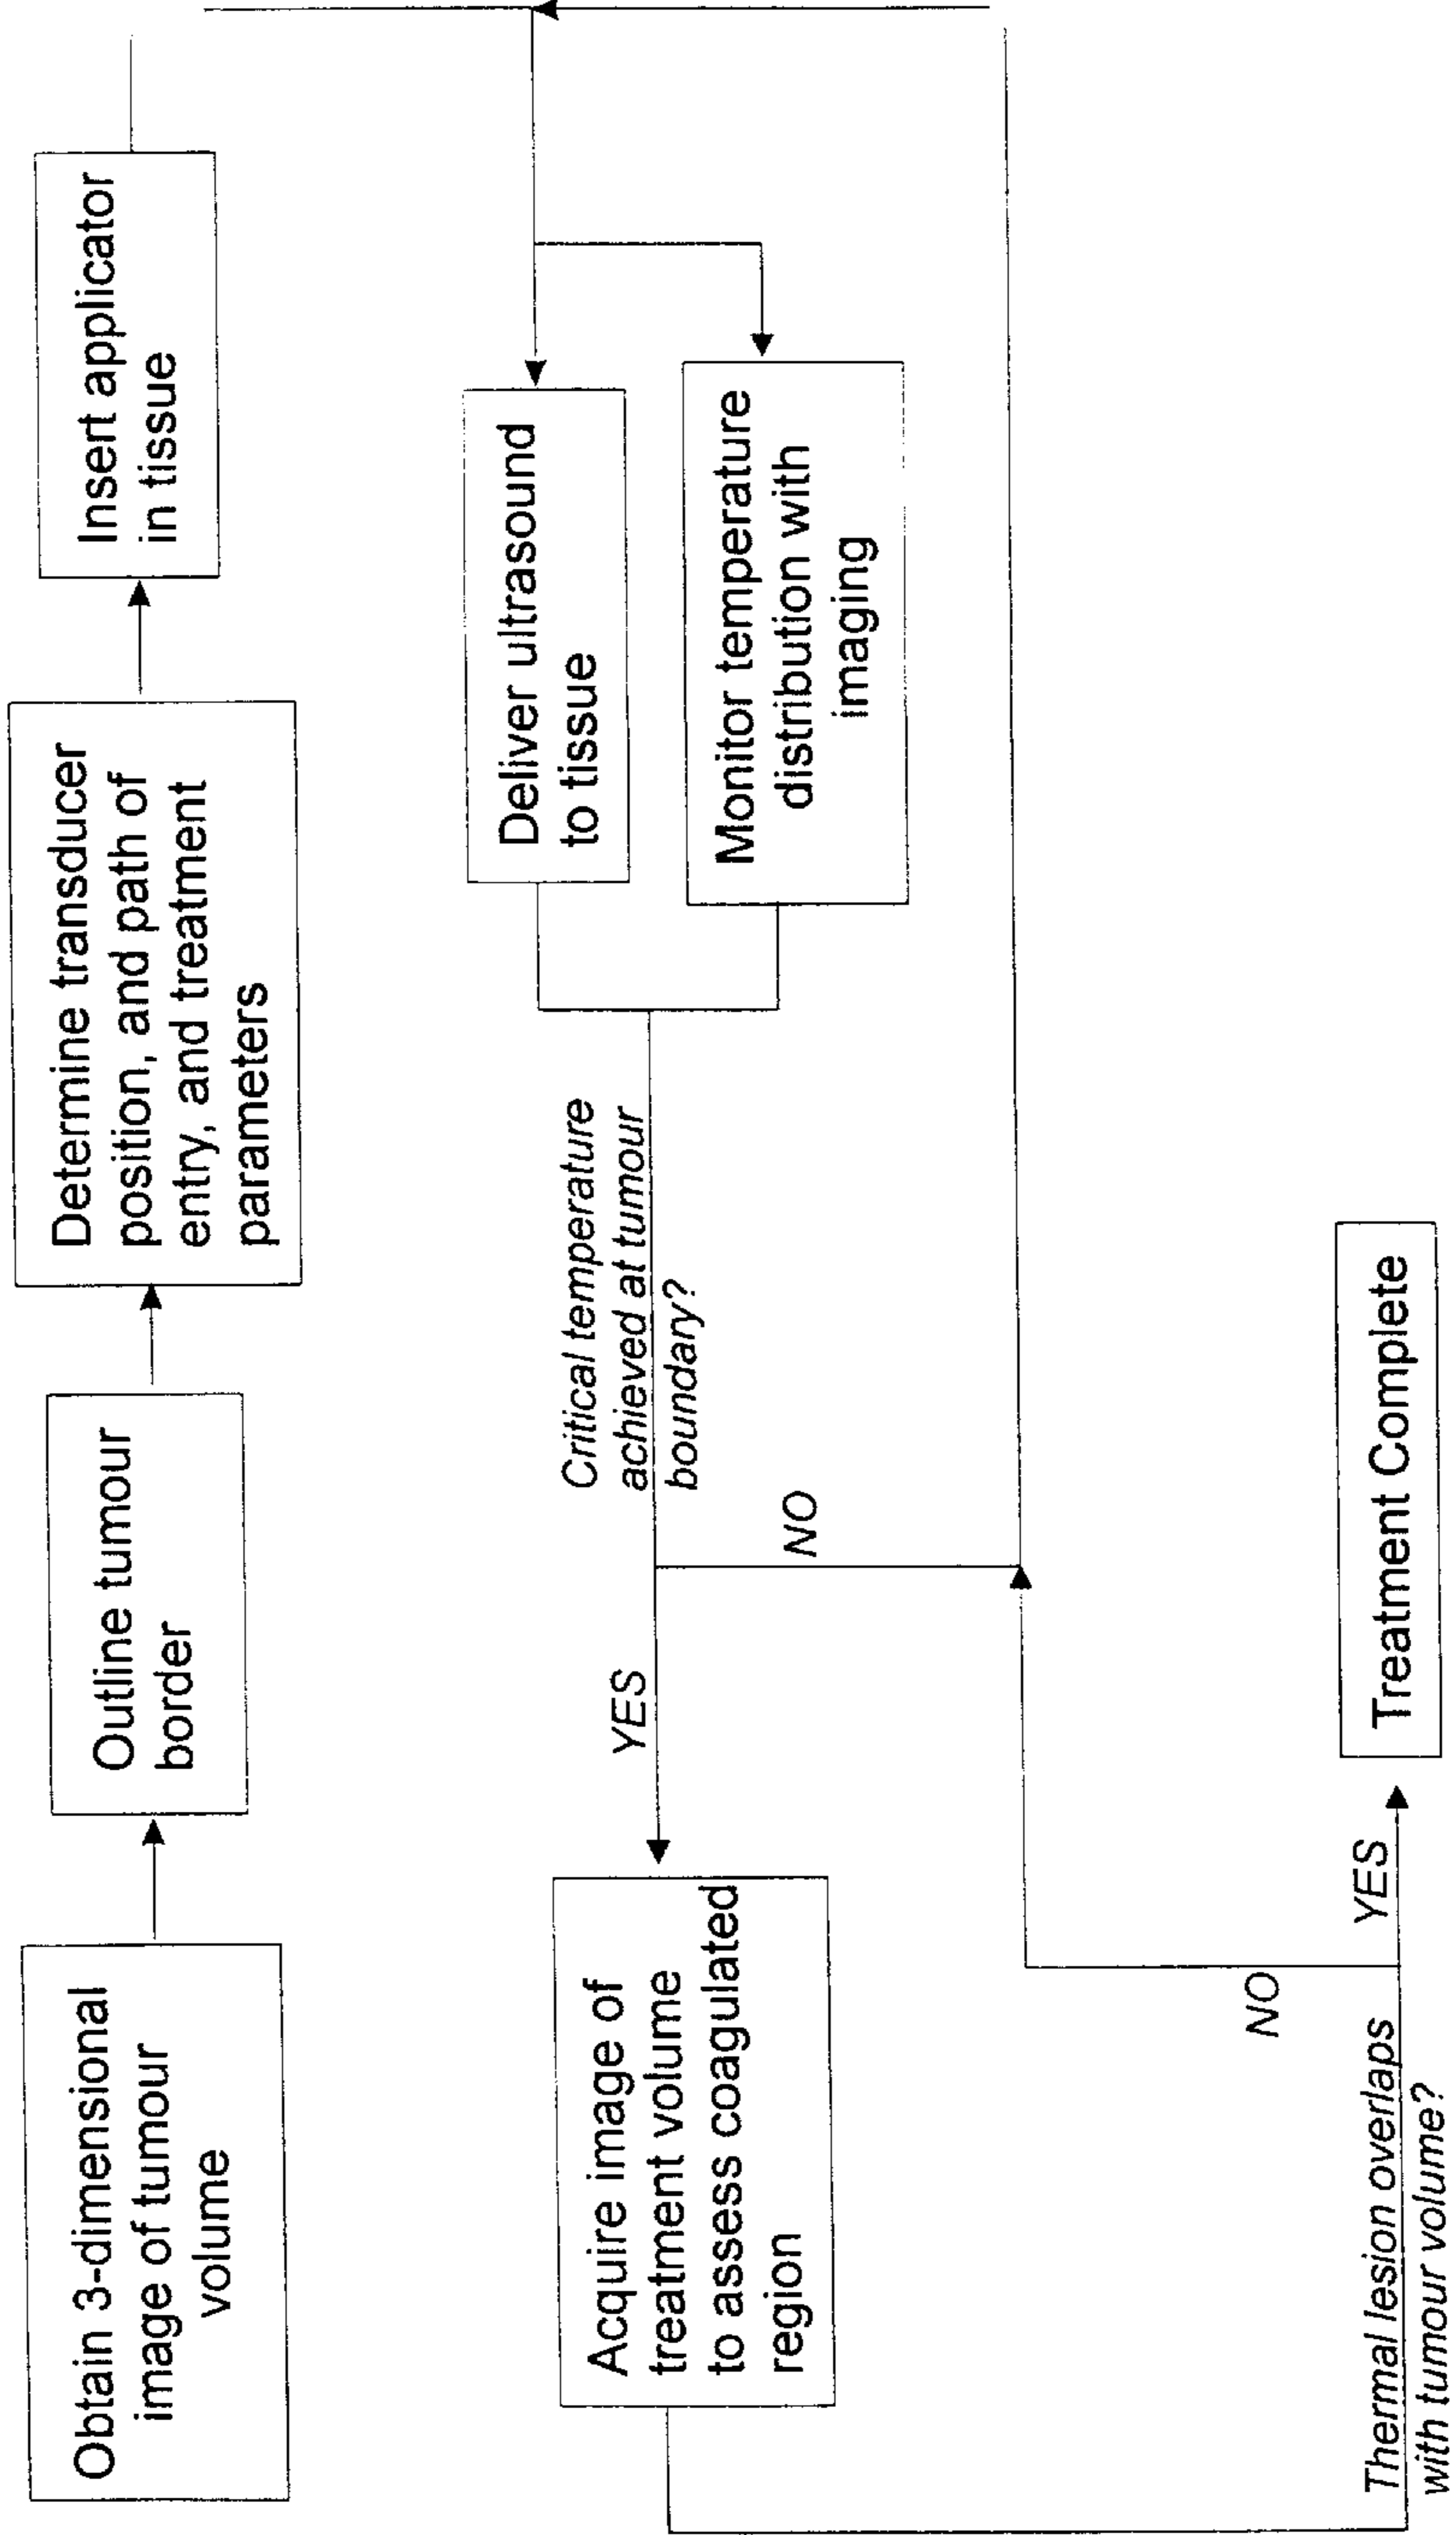 Obtain 3-dimensional
image of tumour
volume
Outline tumour
border
Determine transducer
position, and path of
entry, and treatment
parameters
Insert applicator
in tissue
Deliver ultrasound
to tissue
Monitor temperature
distribution with
imaging
Critical temperature
achieved at tumour
boundary?
NO
YES
Acquire image of
treatment volume
to assess coagulated
region
Thermal lesion overlaps
with tumour volume?
NO
YES
Treatment Complete